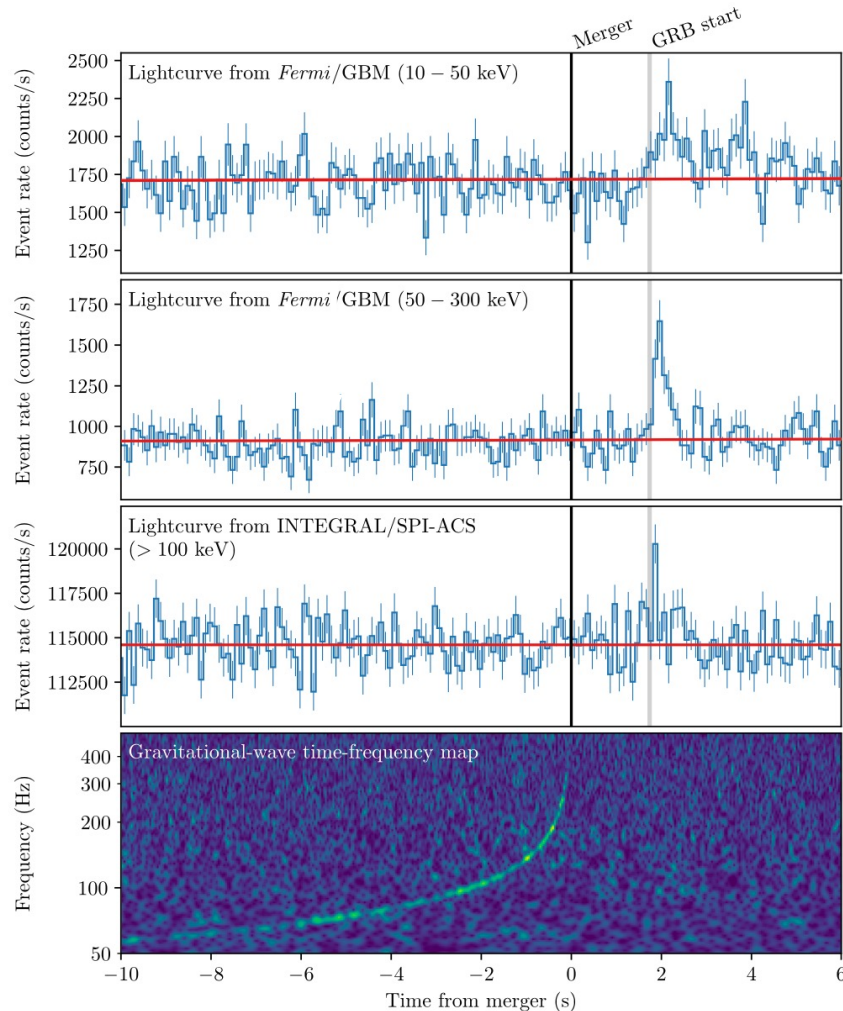 Merger
GRB start
Lightcurve from Fermi/GBM (10 − 50 keV)
Event rate (counts/s)
2500
2250
2000
1750
1500
1250
Lightcurve from Fermi ′GBM (50 − 300 keV)
Event rate (counts/s)
1750
1500
1250
1000
750
Lightcurve from INTEGRAL/SPI-ACS
(> 100 keV)
Event rate (counts/s)
120000
117500
115000
112500
Gravitational-wave time-frequency map
Frequency (Hz)
400
300
200
100
50
−10 −8 −6 −4 −2 0 2 4 6
Time from merger (s)